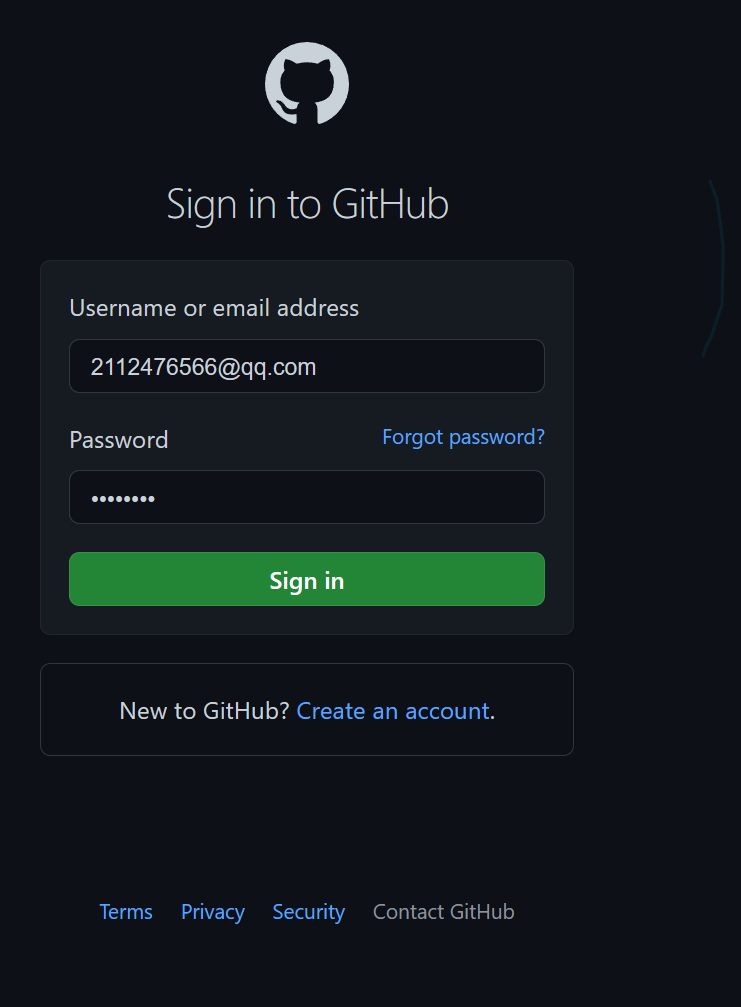 Sign in to GitHub
Username or email address
2112476566@qq.com
Password Forgot password?
••••••••
Sign in
New to GitHub? Create an account.
Terms Privacy Security Contact GitHub